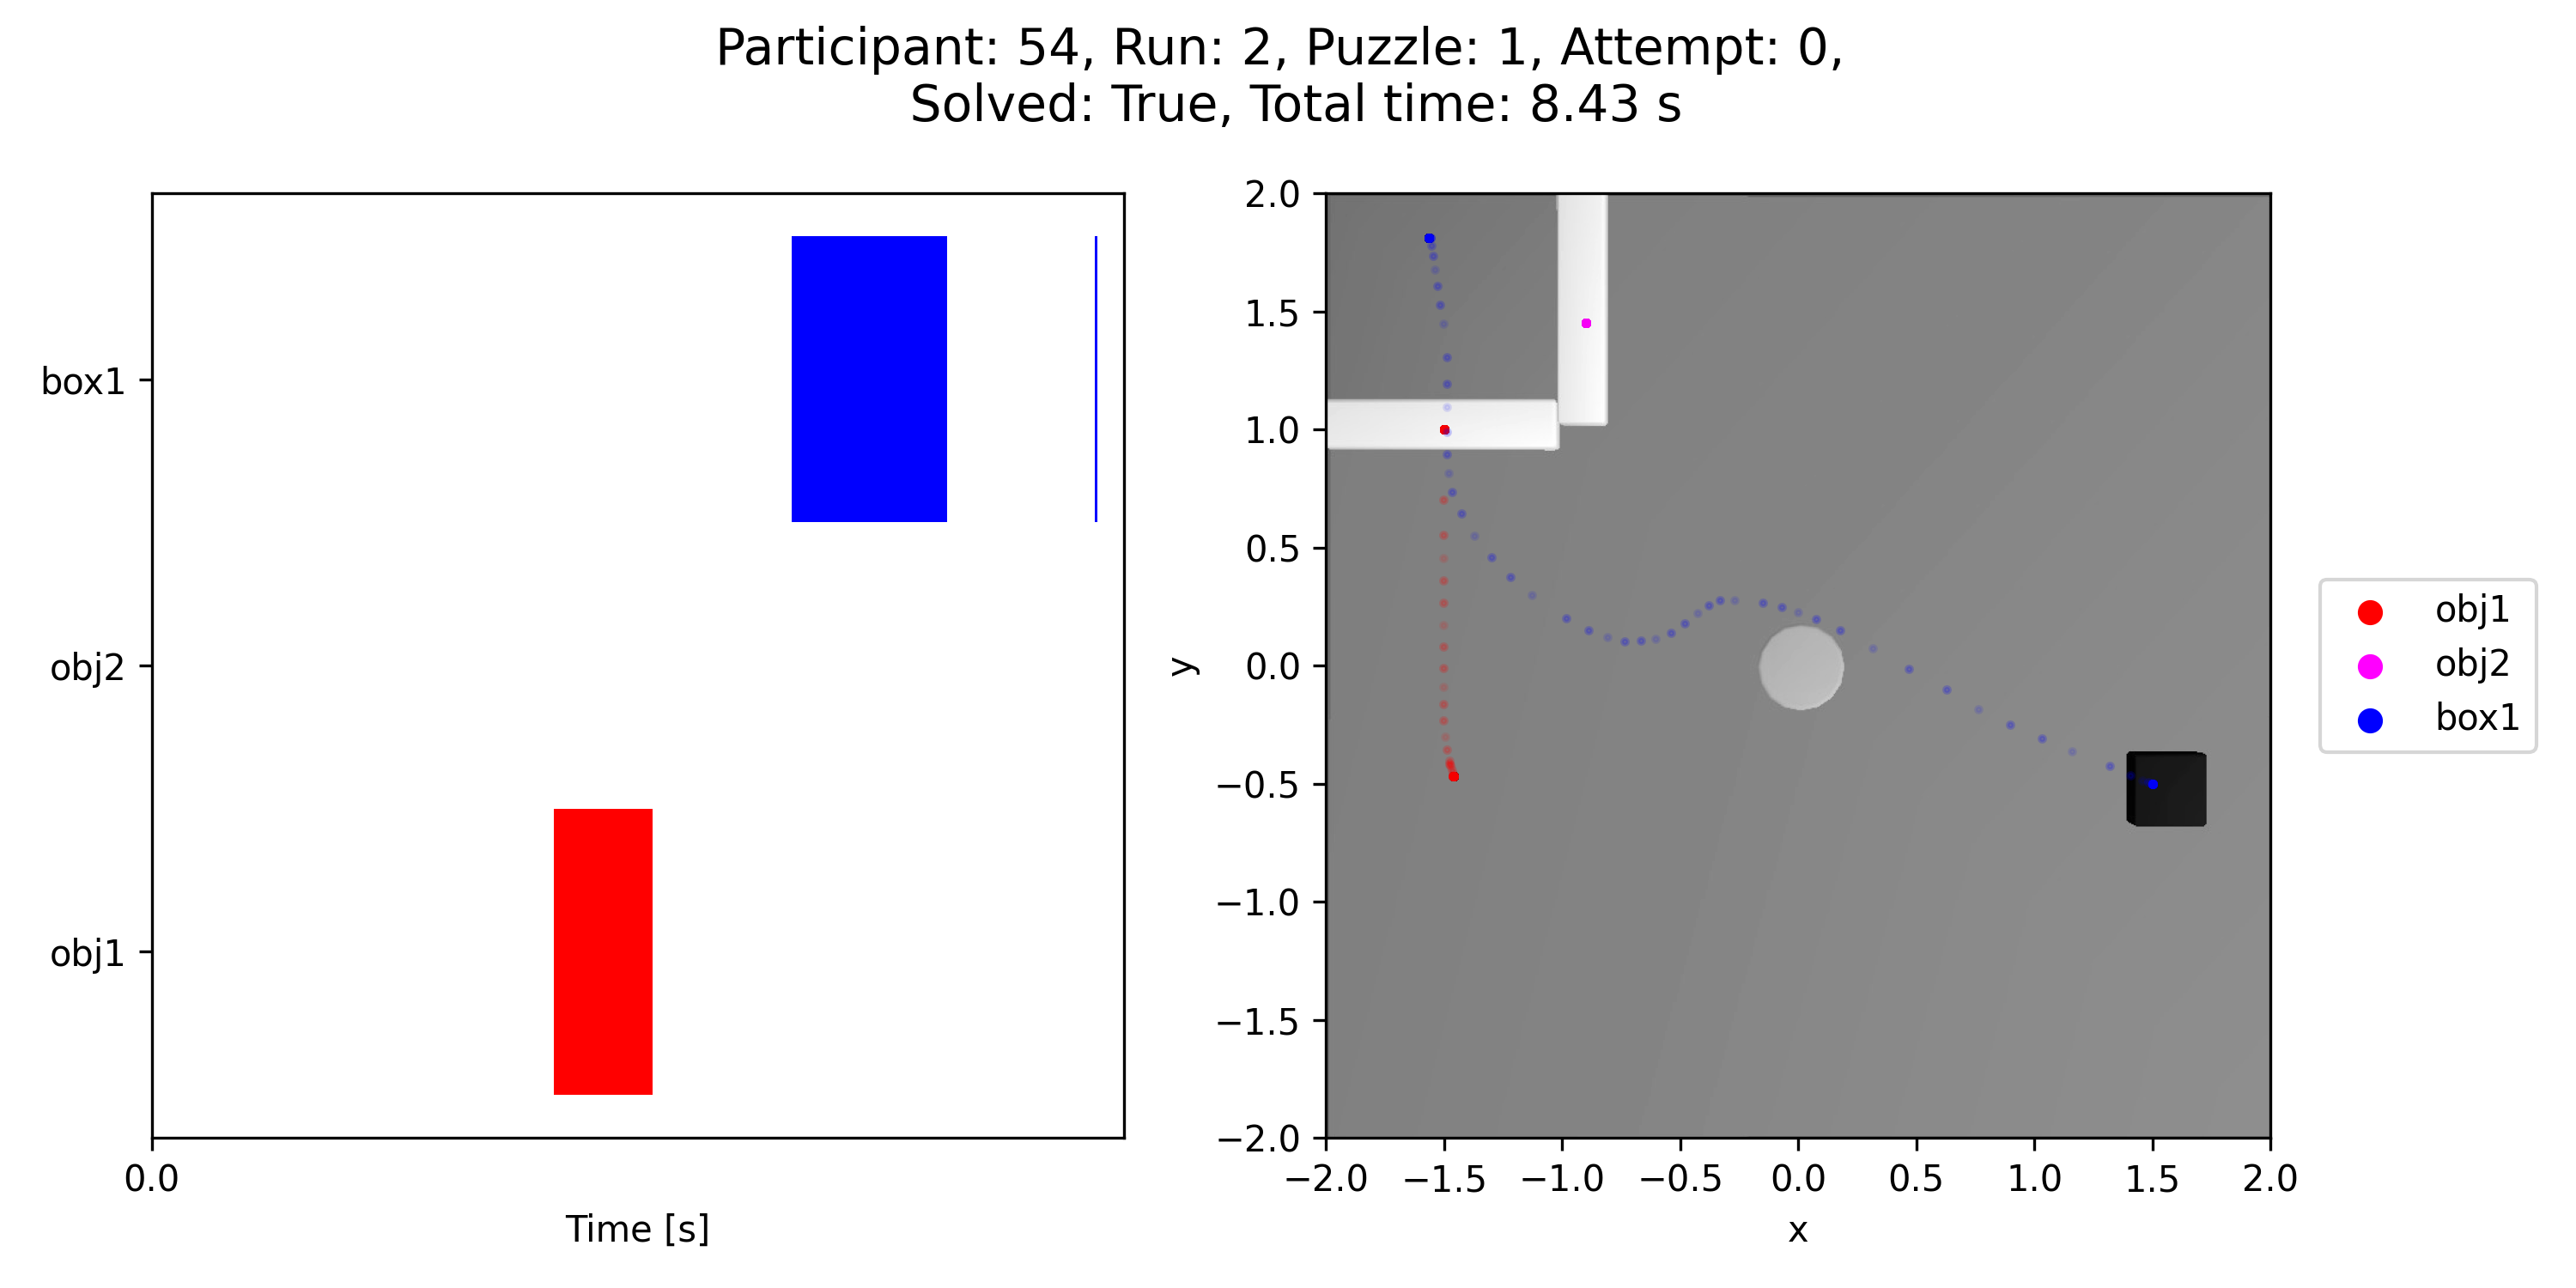 Participant: 54, Run: 2, Puzzle: 1, Attempt: 0,
Solved: True, Total time: 8.43 s
box1
obj2
obj1
0.0
Time [s]
2.0
1.5
1.0
0.5
0.0
−0.5
−1.0
−1.5
−2.0
y
−2.0 −1.5 −1.0 −0.5 0.0 0.5 1.0 1.5 2.0
x
obj1
obj2
box1